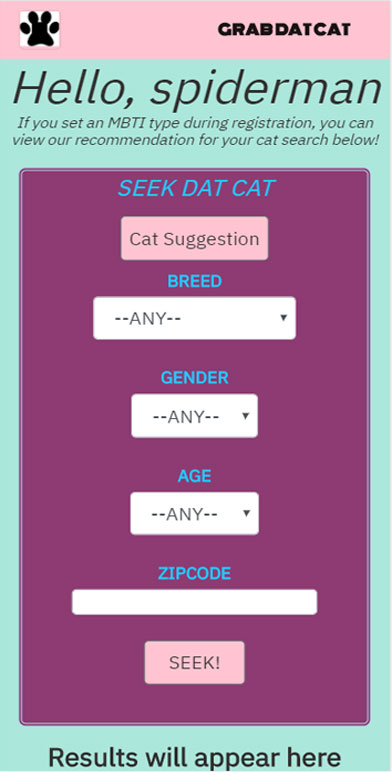 GRABDATCAT
Hello, spiderman
If you set an MBTI type during registration, you can
view our recommendation for your cat search below!
SEEK DAT CAT
Cat Suggestion
BREED
--ANY--
GENDER
--ANY--
AGE
--ANY--
ZIPCODE
SEEK!
Results will appear here